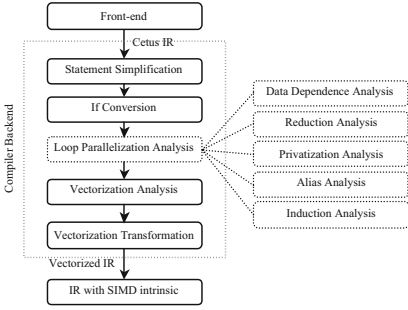 Front-end
Cetus IR
Statement Simplification
If Conversion
Loop Parallelization Analysis
Vectorization Analysis
Vectorization Transformation
Vectorized IR
IR with SIMD intrinsic
Compiler Backend
Data Dependence Analysis
Reduction Analysis
Privatization Analysis
Alias Analysis
Induction Analysis